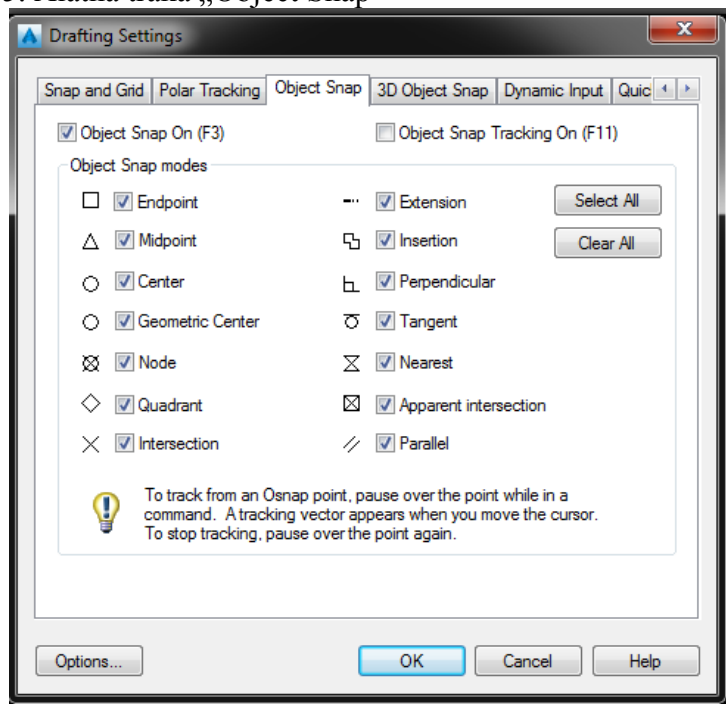 Drafting Settings
Snap and Grid Polar Tracking Object Snap 3D Object Snap Dynamic Input Quic
Object Snap On (F3) Object Snap Tracking On (F11)
Object Snap modes
Endpoint Extension Select All
Midpoint Insertion Clear All
Center Perpendicular
Geometric Center Tangent
Node Nearest
Quadrant Apparent intersection
Intersection Parallel
To track from an Osnap point, pause over the point while in a
command. A tracking vector appears when you move the cursor.
To stop tracking, pause over the point again.
Options... OK Cancel Help